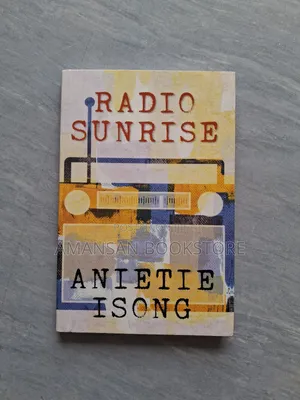 RADIO
SUNRISE
AMANSAN BOOKSTORE
ANIETIE
ISONG